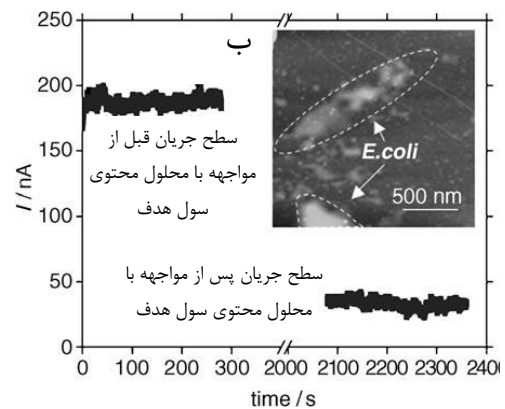 250
200
150
100
50
0
I / nA
ب
سطح جریان قبل از
مواجهه با محلول محتوی
سول هدف
E.coli
500 nm
سطح جریان پس از مواجهه با
محلول محتوی سول هدف
0 100 200 300 2000 2100 2200 2300 2400
time / s